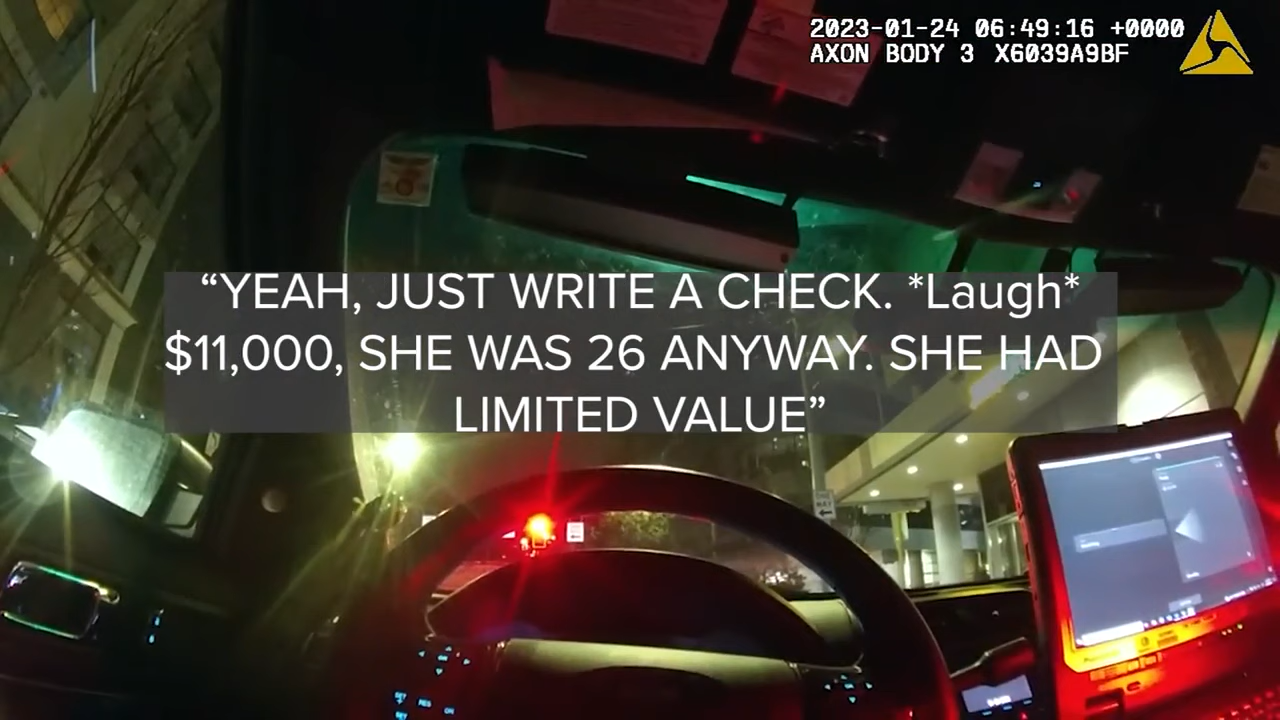 2023-01-24 06:49:16 +0000
AXON BODY 3 X6039A9BF
“YEAH, JUST WRITE A CHECK. *Laugh*
$11,000, SHE WAS 26 ANYWAY. SHE HAD
LIMITED VALUE”